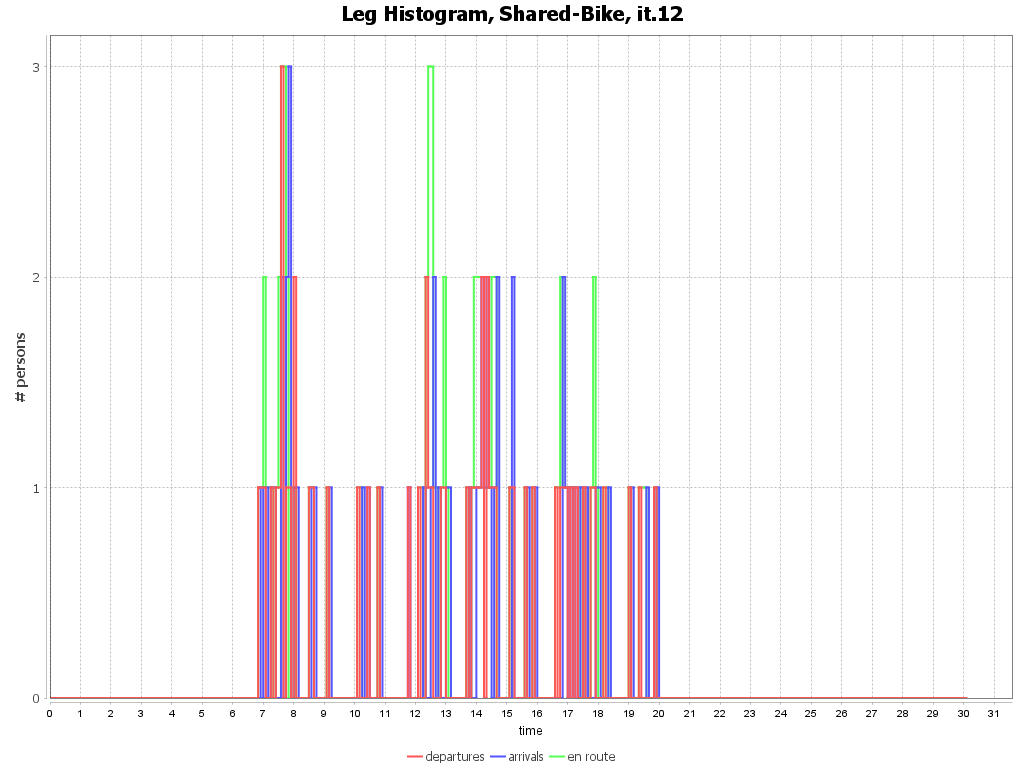 Leg Histogram, Shared-Bike, it.12
# persons
3
2
1
0
0 1 2 3 4 5 6 7 8 9 10 11 12 13 14 15 16 17 18 19 20 21 22 23 24 25 26 27 28 29 30 31
time
departures arrivals en route